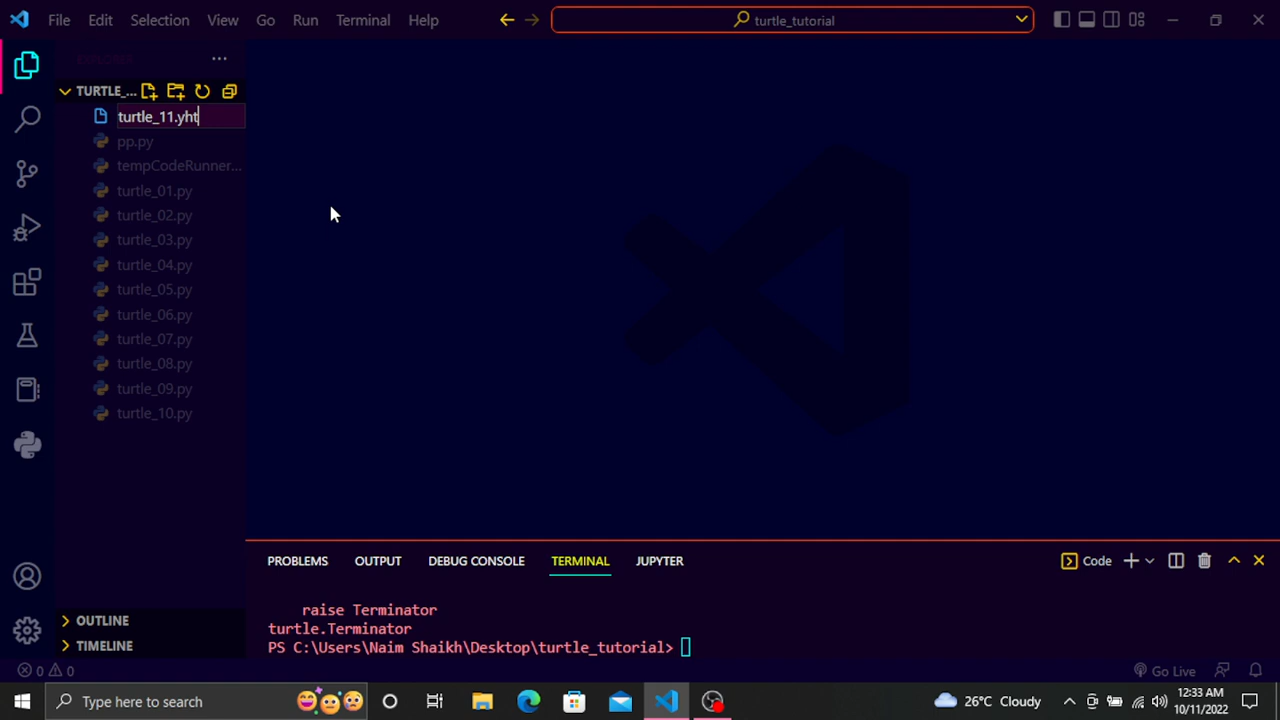 File Edit Selection View Go Run Terminal Help turtle_tutorial
EXPLORER
TURTLE_...
turtle_11.yht
pp.py
tempCodeRunner...
turtle_01.py
turtle_02.py
turtle_03.py
turtle_04.py
turtle_05.py
turtle_06.py
turtle_07.py
turtle_08.py
turtle_09.py
turtle_10.py
OUTLINE
TIMELINE
PROBLEMS OUTPUT DEBUG CONSOLE TERMINAL JUPYTER Code
raise Terminator
turtle.Terminator
PS C:\Users\Naim Shaikh\Desktop\turtle_tutorial>
0 0 Go Live
Type here to search 26°C Cloudy 12:33 AM
10/11/2022